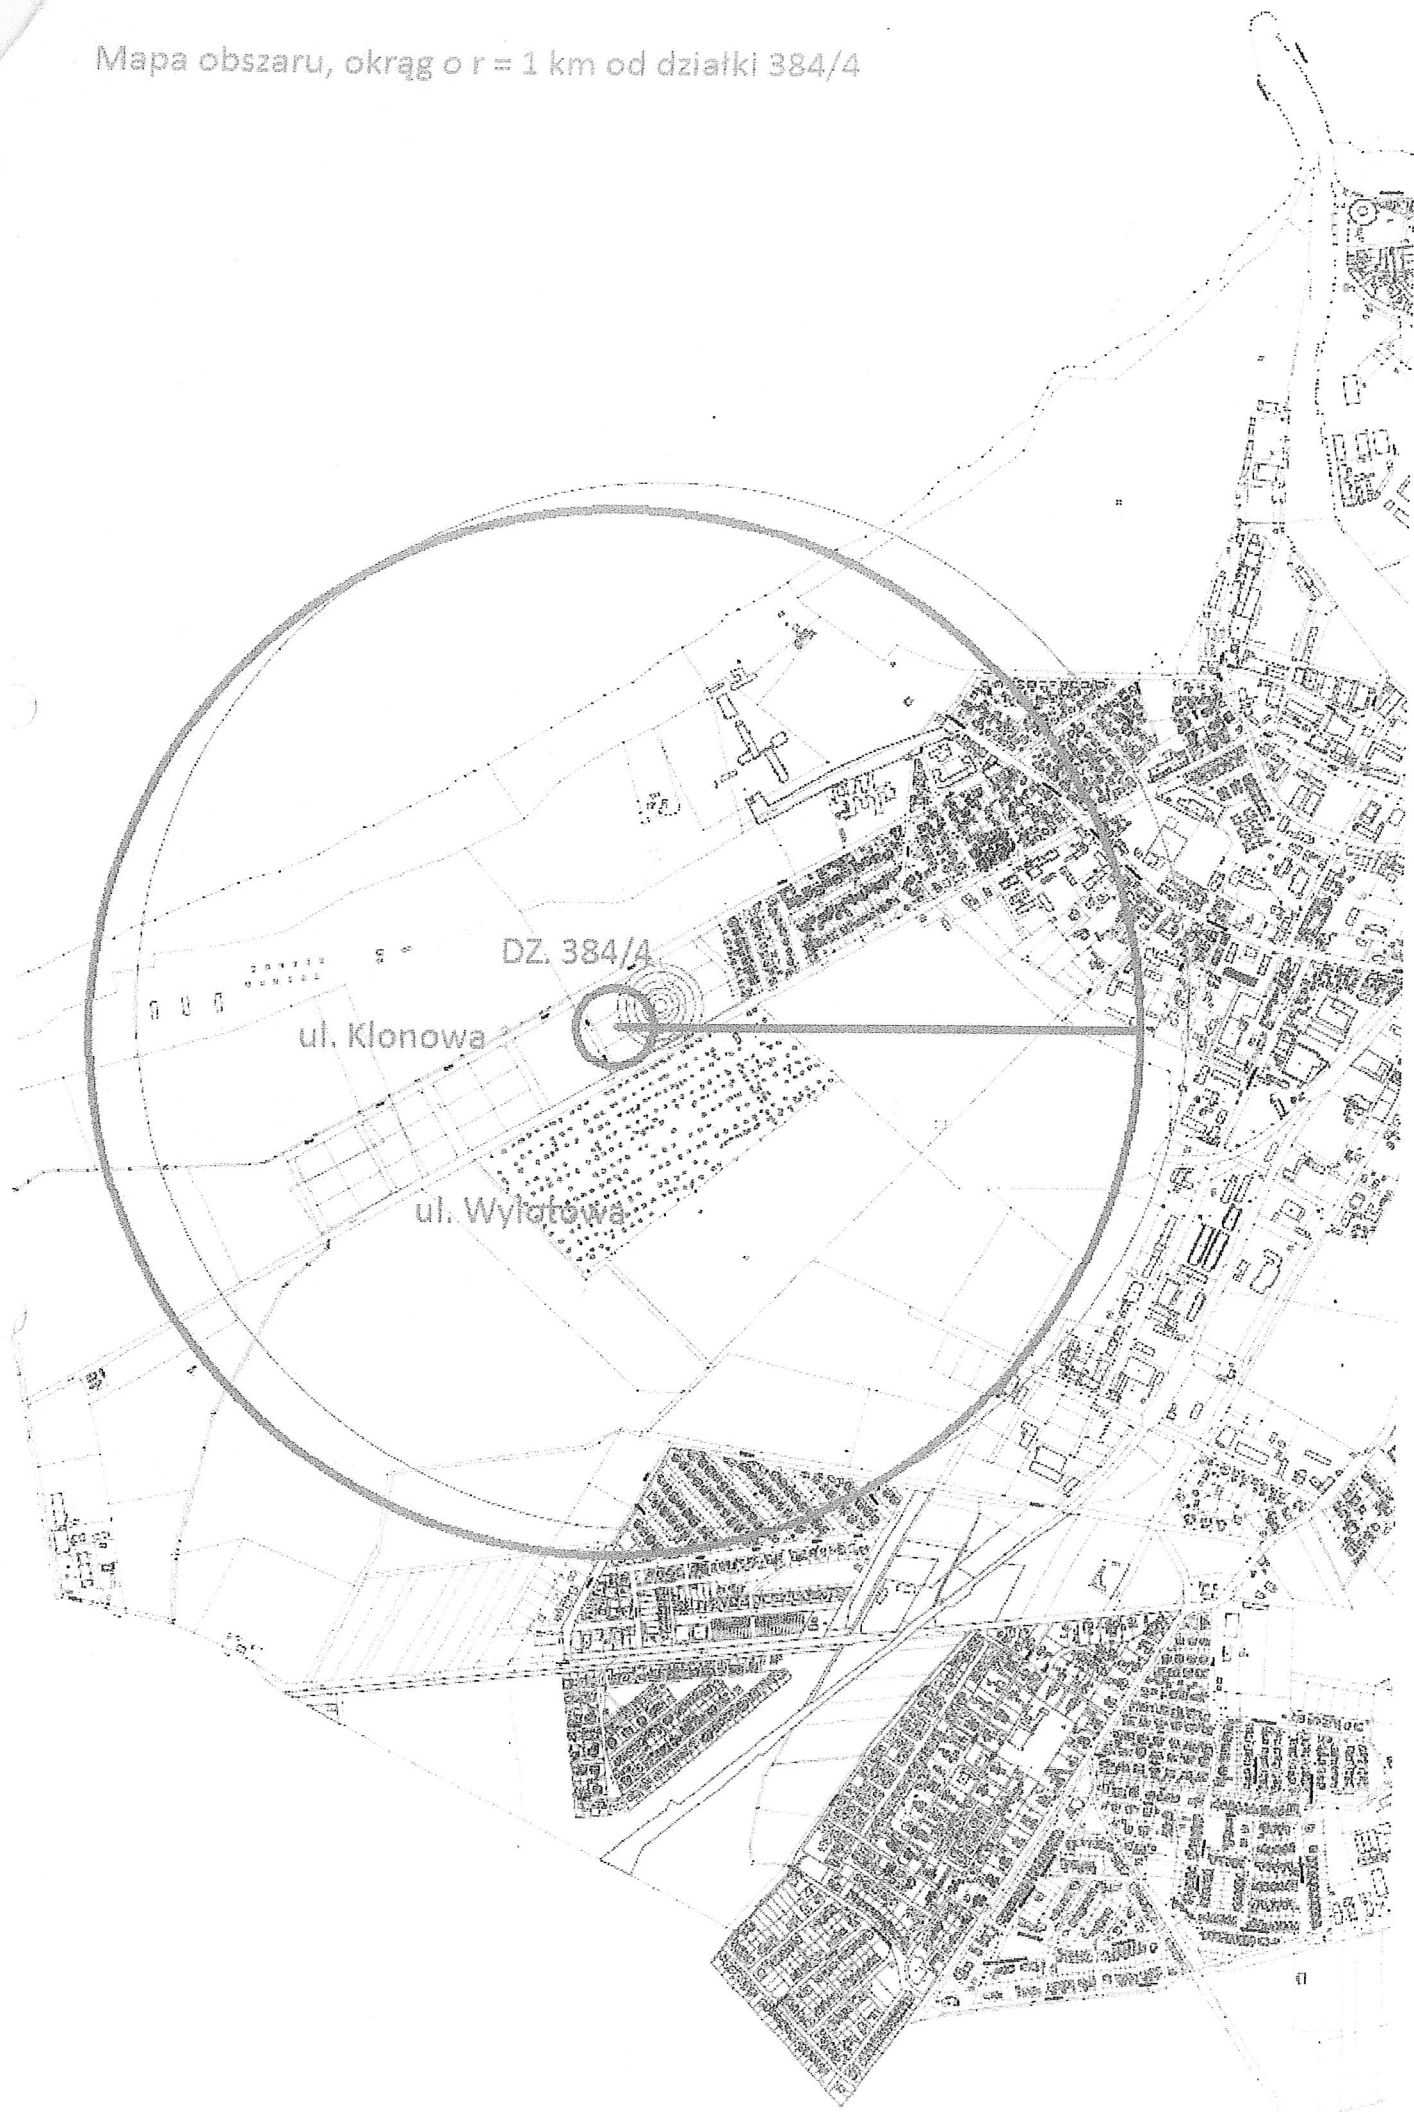 Mapa obszaru, okrąg o r = 1 km od działki 384/4
DZ. 384/4
ul. Klonowa
ul. Wylotowa